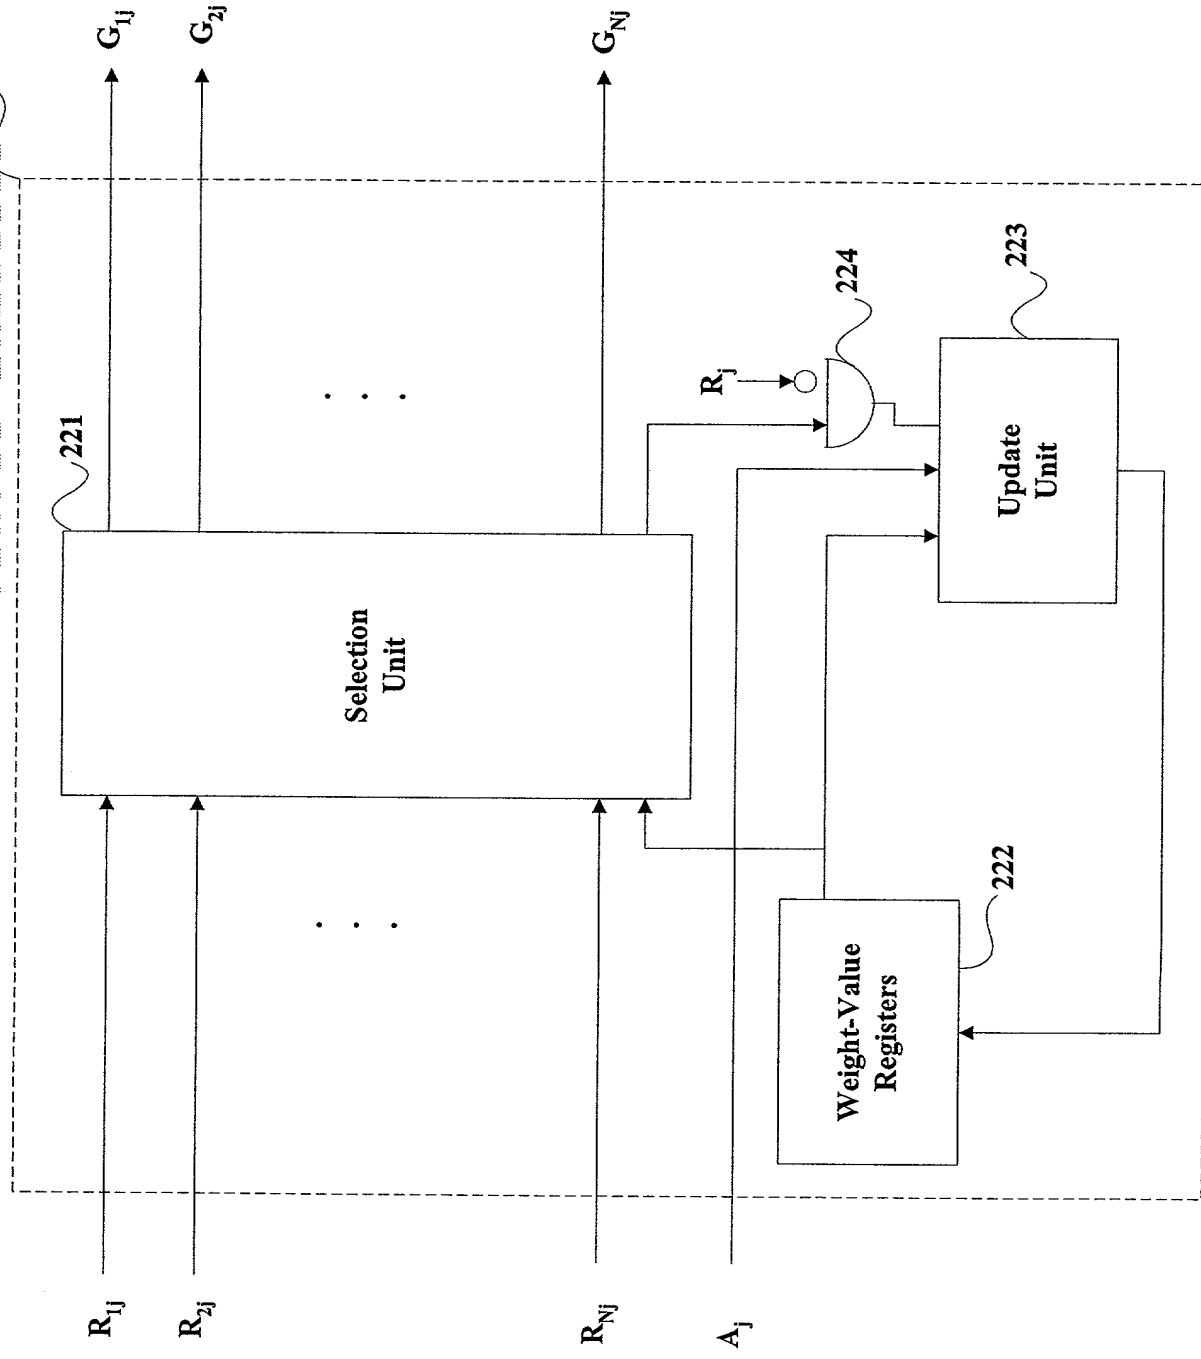 R1j
R2j
RNj
Aj
G1j
G2j
GNj
221
Selection
Unit
Rj
224
223
Update
Unit
222
Weight-Value
Registers